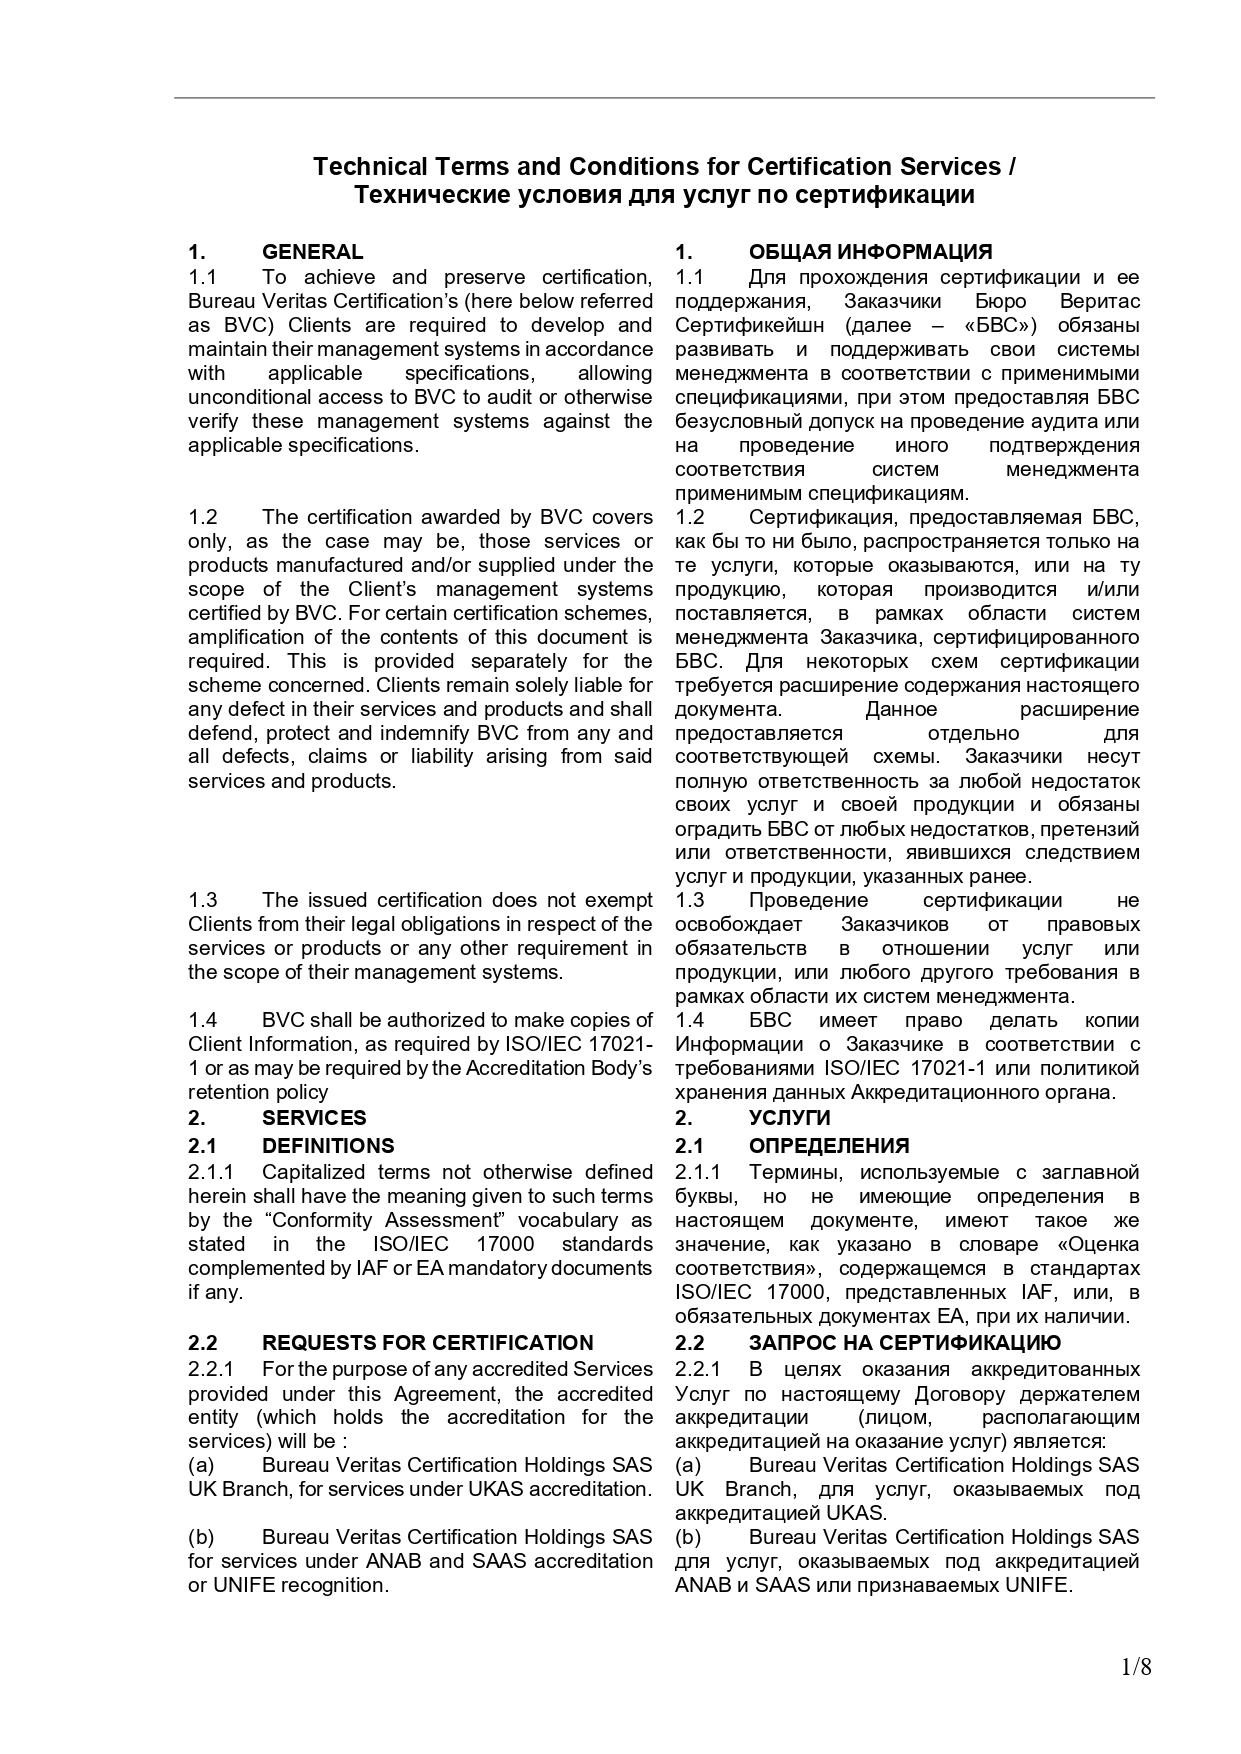 Technical Terms and Conditions for Certification Services /
Технические условия для услуг по сертификации
1. GENERAL
1.1 To achieve and preserve certification,
Bureau Veritas Certification’s (here below referred
as BVC) Clients are required to develop and
maintain their management systems in accordance
with applicable specifications, allowing
unconditional access to BVC to audit or otherwise
verify these management systems against the
applicable specifications.
1. ОБЩАЯ ИНФОРМАЦИЯ
1.1 Для прохождения сертификации и ее
поддержания, Заказчики Бюро Веритас
Сертификейшн (далее – «БВС») обязаны
развивать и поддерживать свои системы
менеджмента в соответствии с применимыми
спецификациями, при этом предоставляя БВС
безусловный допуск на проведение аудита или
на проведение иного подтверждения
соответствия систем менеджмента
применимым спецификациям.
1.2 The certification awarded by BVC covers
only, as the case may be, those services or
products manufactured and/or supplied under the
scope of the Client’s management systems
certified by BVC. For certain certification schemes,
amplification of the contents of this document is
required. This is provided separately for the
scheme concerned. Clients remain solely liable for
any defect in their services and products and shall
defend, protect and indemnify BVC from any and
all defects, claims or liability arising from said
services and products.
1.2 Сертификация, предоставляемая БВС,
как бы то ни было, распространяется только на
те услуги, которые оказываются, или на ту
продукцию, которая производится и/или
поставляется, в рамках области систем
менеджмента Заказчика, сертифицированного
БВС. Для некоторых схем сертификации
требуется расширение содержания настоящего
документа. Данное расширение
предоставляется отдельно для
соответствующей схемы. Заказчики несут
полную ответственность за любой недостаток
своих услуг и своей продукции и обязаны
оградить БВС от любых недостатков, претензий
или ответственности, явившихся следствием
услуг и продукции, указанных ранее.
1.3 The issued certification does not exempt
Clients from their legal obligations in respect of the
services or products or any other requirement in
the scope of their management systems.
1.3 Проведение сертификации не
освобождает Заказчиков от правовых
обязательств в отношении услуг или
продукции, или любого другого требования в
рамках области их систем менеджмента.
1.4 BVC shall be authorized to make copies of
Client Information, as required by ISO/IEC 17021-
1 or as may be required by the Accreditation Body’s
retention policy
1.4 БВС имеет право делать копии
Информации о Заказчике в соответствии с
требованиями ISO/IEC 17021-1 или политикой
хранения данных Аккредитационного органа.
2. SERVICES
2. УСЛУГИ
2.1 DEFINITIONS
2.1 ОПРЕДЕЛЕНИЯ
2.1.1 Capitalized terms not otherwise defined
herein shall have the meaning given to such terms
by the “Conformity Assessment” vocabulary as
stated in the ISO/IEC 17000 standards
complemented by IAF or EA mandatory documents
if any.
2.1.1 Термины, используемые с заглавной
буквы, но не имеющие определения в
настоящем документе, имеют такое же
значение, как указано в словаре «Оценка
соответствия», содержащемся в стандартах
ISO/IEC 17000, представленных IAF, или, в
обязательных документах EA, при их наличии.
2.2 REQUESTS FOR CERTIFICATION
2.2 ЗАПРОС НА СЕРТИФИКАЦИЮ
2.2.1 For the purpose of any accredited Services
provided under this Agreement, the accredited
entity (which holds the accreditation for the
services) will be :
2.2.1 В целях оказания аккредитованных
Услуг по настоящему Договору держателем
аккредитации (лицом, располагающим
аккредитацией на оказание услуг) является:
(a) Bureau Veritas Certification Holdings SAS
UK Branch, for services under UKAS accreditation.
(a) Bureau Veritas Certification Holdings SAS
UK Branch, для услуг, оказываемых под
аккредитацией UKAS.
(b) Bureau Veritas Certification Holdings SAS
for services under ANAB and SAAS accreditation
or UNIFE recognition.
(b) Bureau Veritas Certification Holdings SAS
для услуг, оказываемых под аккредитацией
ANAB и SAAS или признаваемых UNIFE.
1/8